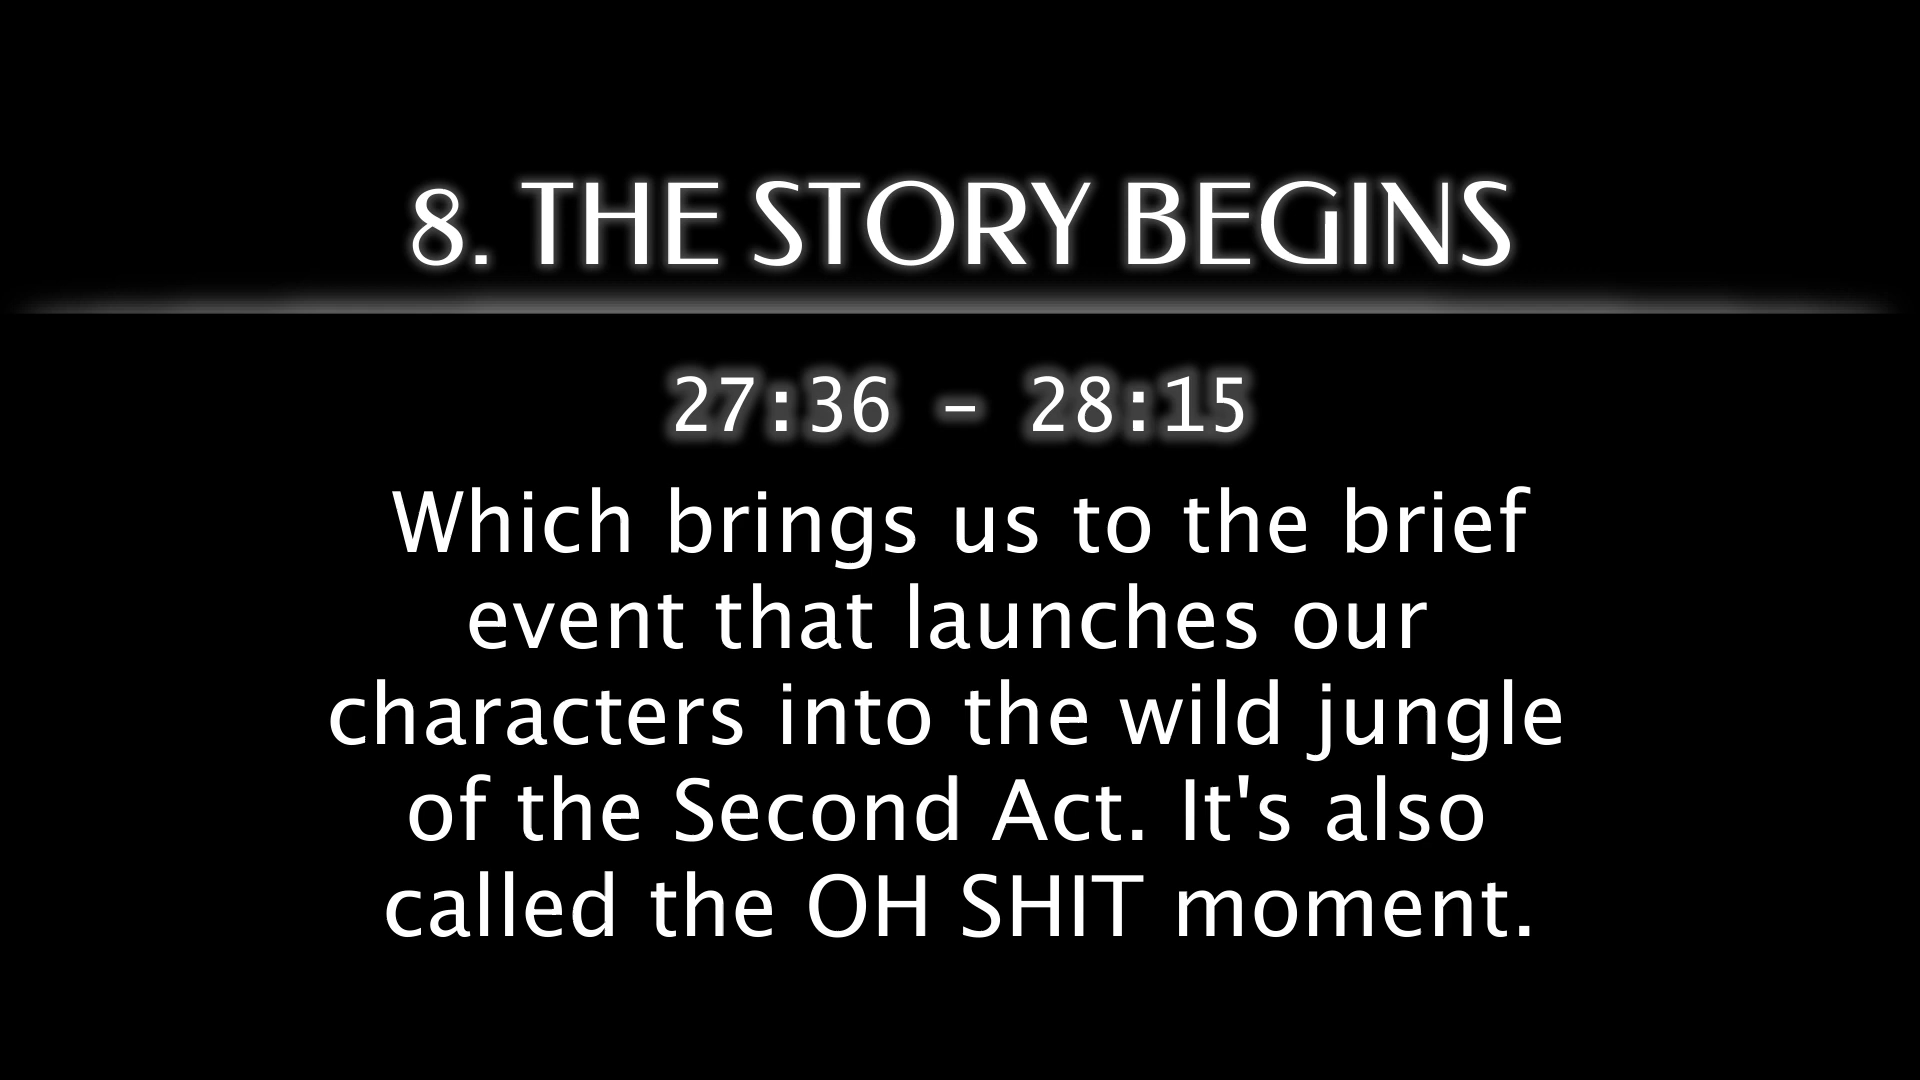 8. THE STORY BEGINS
27:36 – 28:15
Which brings us to the brief
event that launches our
characters into the wild jungle
of the Second Act. It's also
called the OH SHIT moment.